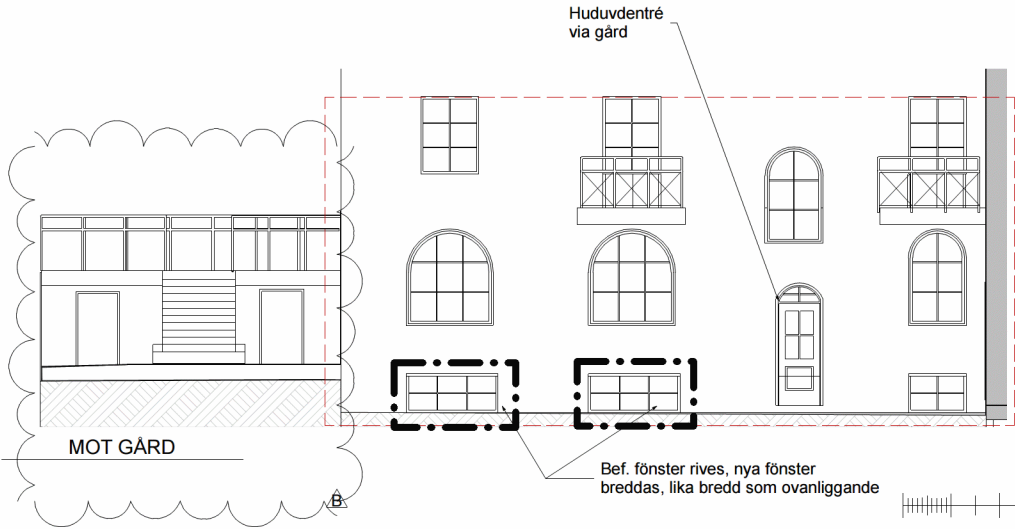 Huduvdentré
via gård
MOT GÅRD
B
Bef. fönster rives, nya fönster
breddas, lika bredd som ovanliggande